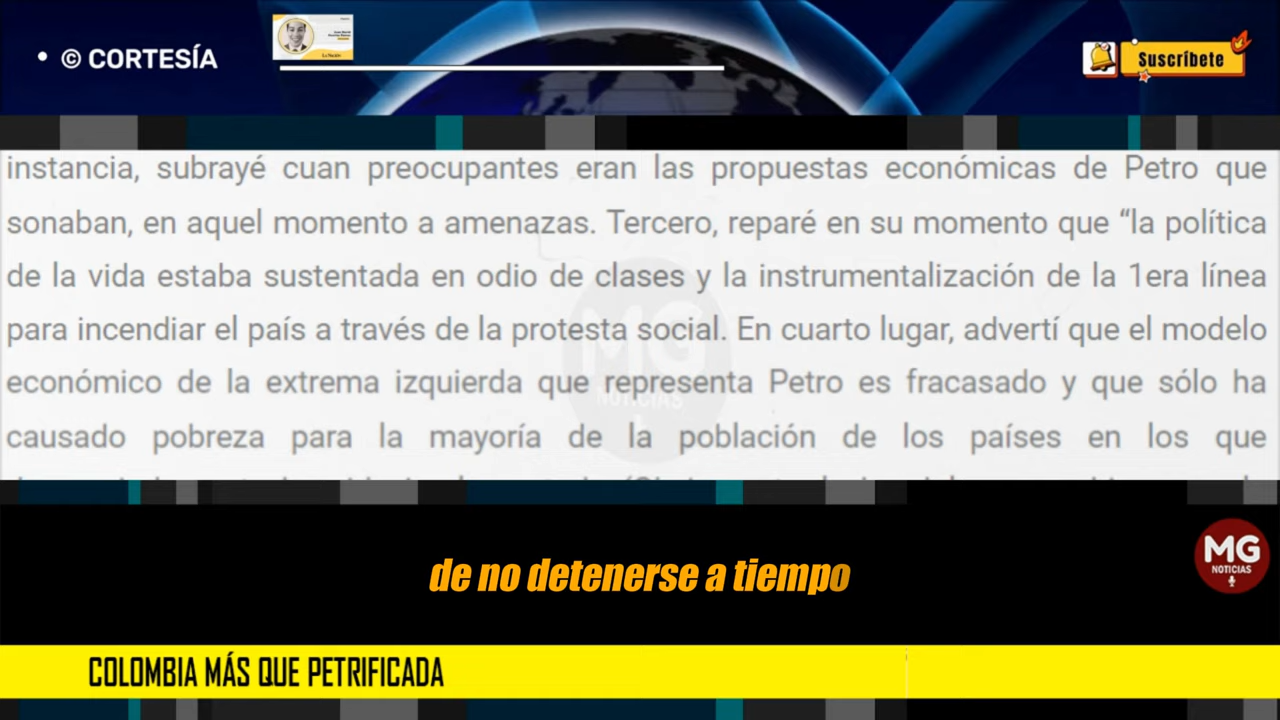 • © CORTESÍA
Suscríbete
instancia, subrayé cuan preocupantes eran las propuestas económicas de Petro que
sonaban, en aquel momento a amenazas. Tercero, reparé en su momento que “la política
de la vida estaba sustentada en odio de clases y la instrumentalización de la 1era línea
para incendiar el país a través de la protesta social. En cuarto lugar, advertí que el modelo
económico de la extrema izquierda que representa Petro es fracasado y que sólo ha
causado pobreza para la mayoría de la población de los países en los que
MG
NOTICIAS
de no detenerse a tiempo
MG
NOTICIAS
COLOMBIA MÁS QUE PETRIFICADA